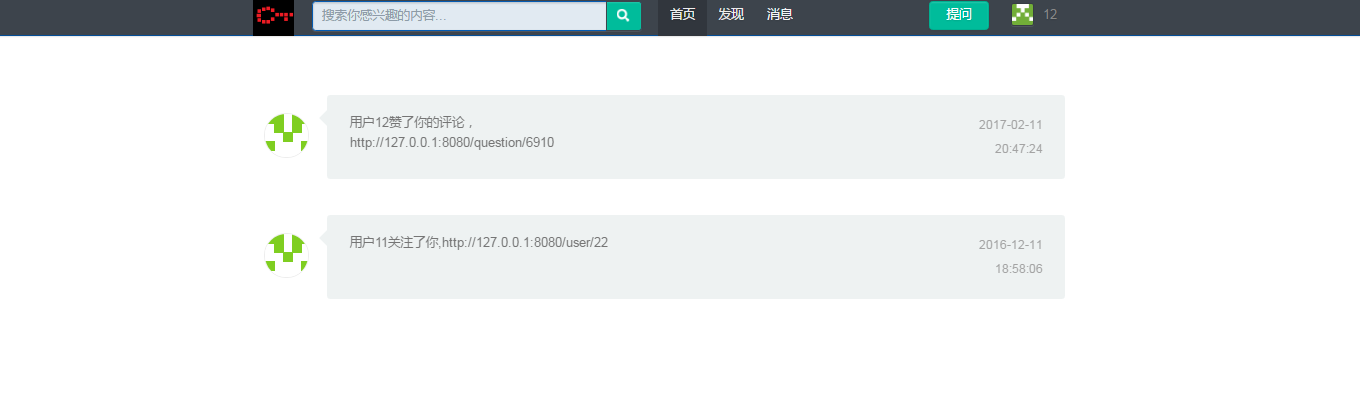 搜索你感兴趣的内容...
首页 发现 消息 提问 12
用户12赞了你的评论，
http://127.0.0.1:8080/question/6910
2017-02-11
20:47:24
用户11关注了你,http://127.0.0.1:8080/user/22
2016-12-11
18:58:06